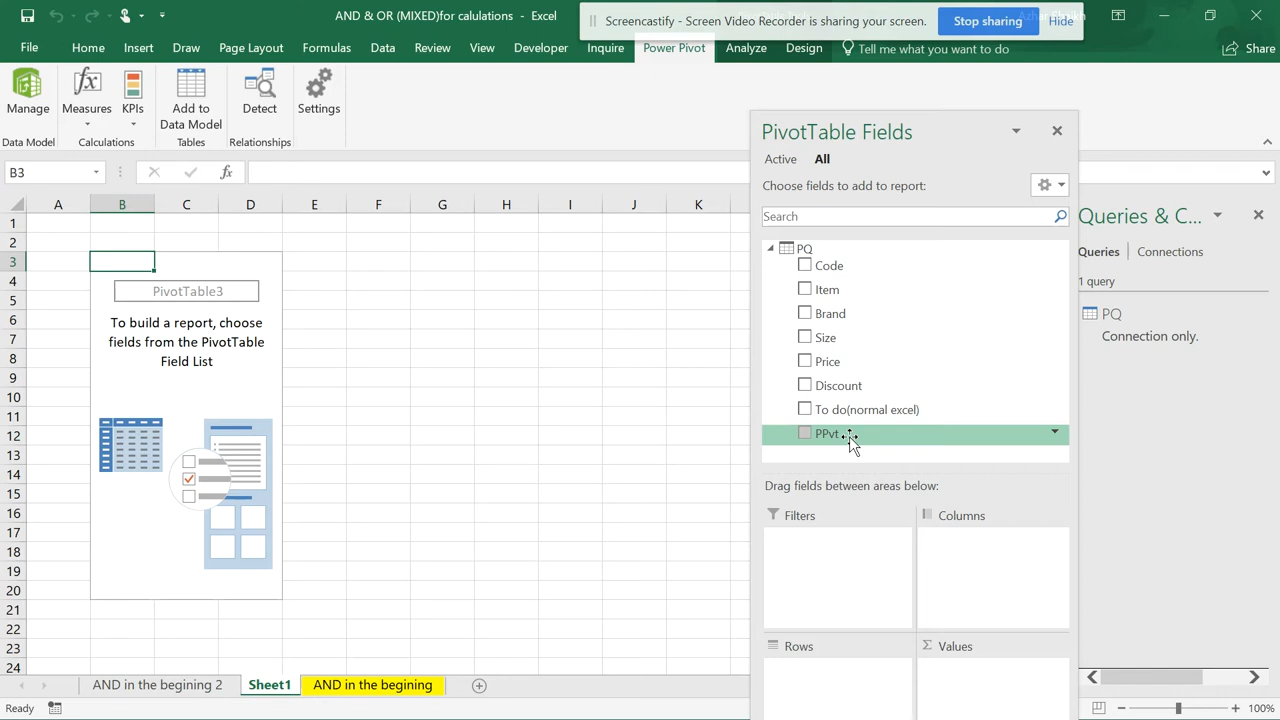 AND & OR (MIXED)for calulations - Excel
Screencastify - Screen Video Recorder is sharing your screen.
Stop sharing
Hide
File
Home
Insert
Draw
Page Layout
Formulas
Data
Review
View
Developer
Inquire
Power Pivot
Analyze
Design
Tell me what you want to do
Share
Manage
Measures
KPIs
Add to
Data Model
Detect
Settings
Data Model
Calculations
Tables
Relationships
B3
fx
A B C D E F G H I J K
1
2
3
4
5
6
7
8
9
10
11
12
13
14
15
16
17
18
19
20
21
22
23
24
PivotTable3
To build a report, choose
fields from the PivotTable
Field List
PivotTable Fields
Active
All
Choose fields to add to report:
Search
PQ
Code
Item
Brand
Size
Price
Discount
To do(normal excel)
PPvt
Drag fields between areas below:
Filters
Columns
Rows
Σ Values
Queries & C...
Queries
Connections
1 query
PQ
Connection only.
AND in the begining 2
Sheet1
AND in the begining
Ready
100%